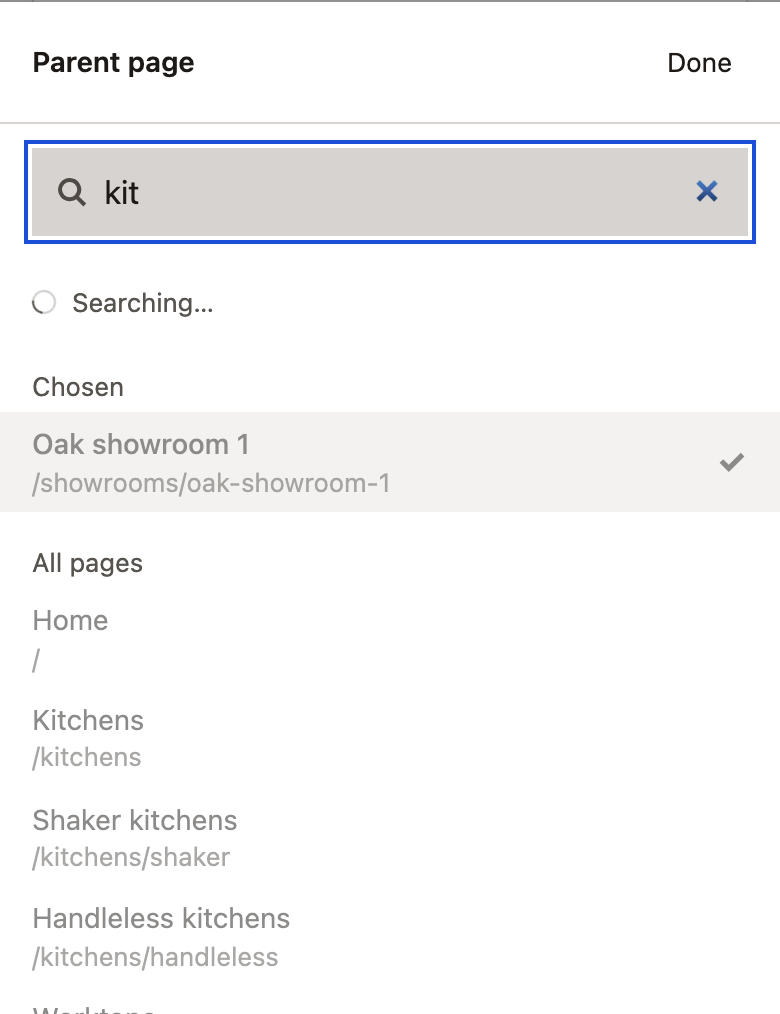 Parent page
Done
kit
Searching...
Chosen
Oak showroom 1
/showrooms/oak-showroom-1
All pages
Home
/
Kitchens
/kitchens
Shaker kitchens
/kitchens/shaker
Handleless kitchens
/kitchens/handleless